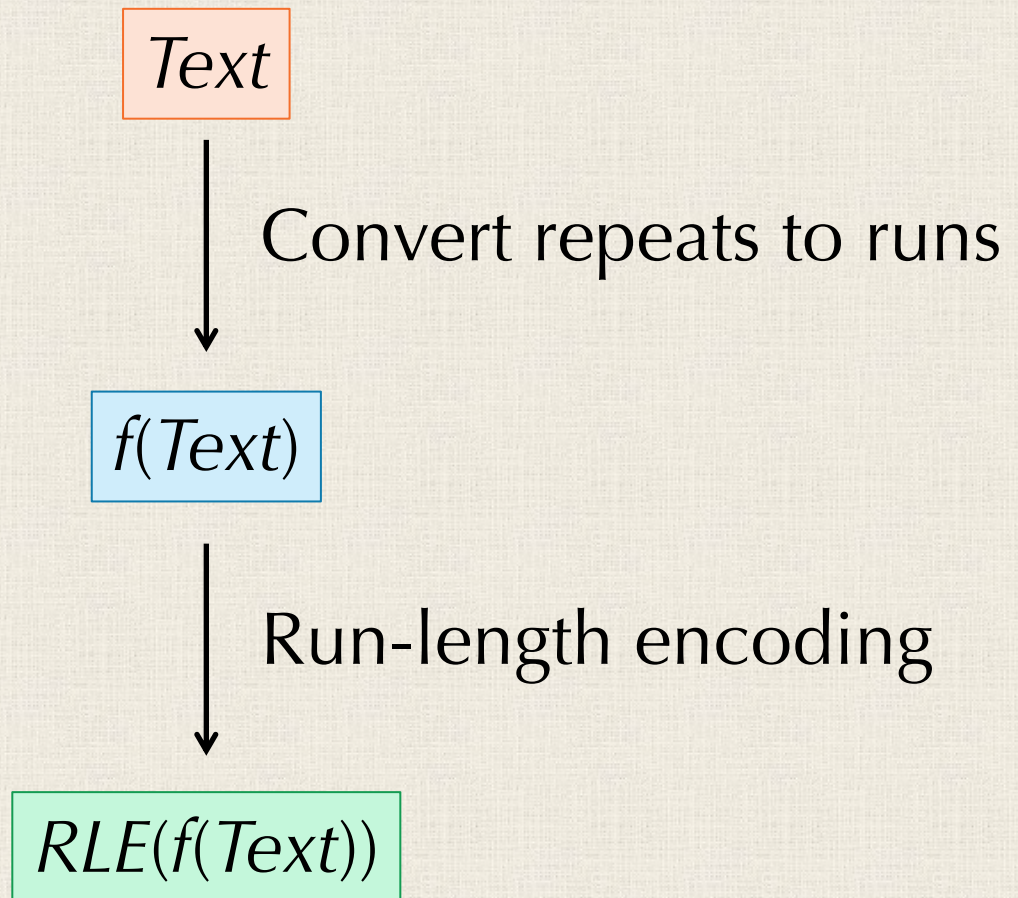 Text
Convert repeats to runs
f(Text)
Run-length encoding
RLE(f(Text))